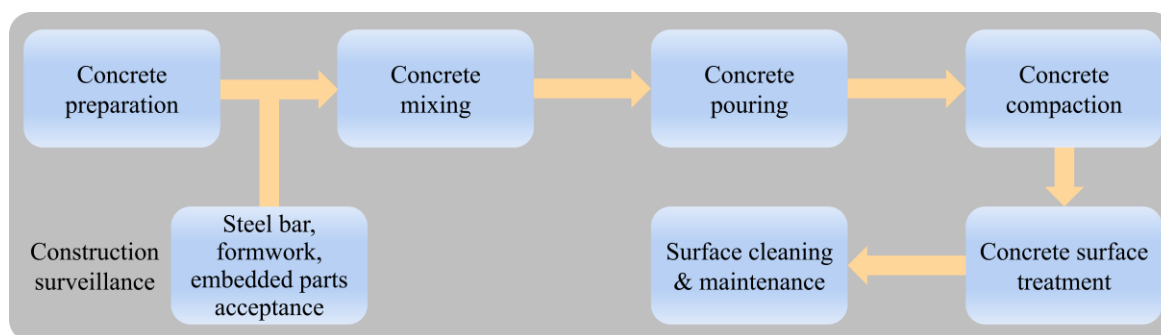 Concrete
preparation
Concrete
mixing
Concrete
pouring
Concrete
compaction
Construction
surveillance
Steel bar,
formwork,
embedded parts
acceptance
Surface cleaning
& maintenance
Concrete surface
treatment